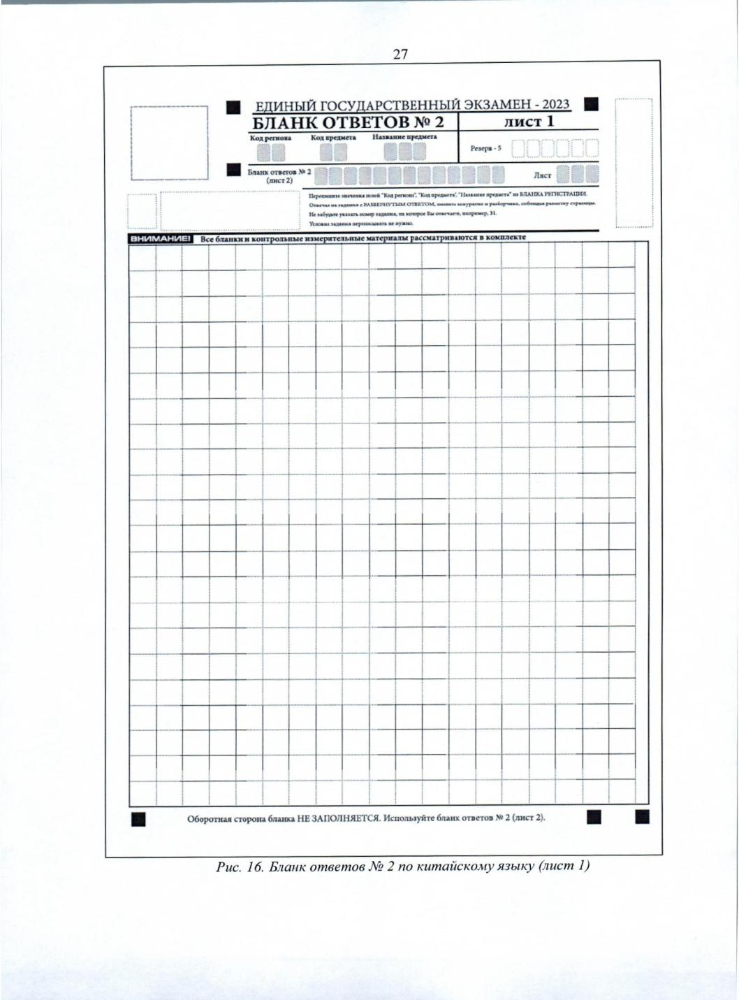 27
ЕДИНЫЙ ГОСУДАРСТВЕННЫЙ ЭКЗАМЕН - 2023
БЛАНК ОТВЕТОВ № 2 лист 1
Код региона Код предмета Название предмета
Резерв - 5
Бланк ответов № 2
(лист 2)
Лист
Перепишите значения полей "Код региона", "Код предмета", "Название предмета" из БЛАНКА РЕГИСТРАЦИИ.
Отвечая на задания с РАЗВЕРНУТЫМ ОТВЕТОМ, пишите аккуратно и разборчиво, соблюдая разметку страницы.
Не забудьте указать номер задания, на которое Вы отвечаете, например, 31.
Условия задания переписывать не нужно.
ВНИМАНИЕ! Все бланки и контрольные измерительные материалы рассматриваются в комплекте
Оборотная сторона бланка НЕ ЗАПОЛНЯЕТСЯ. Используйте бланк ответов № 2 (лист 2).
Рис. 16. Бланк ответов № 2 по китайскому языку (лист 1)